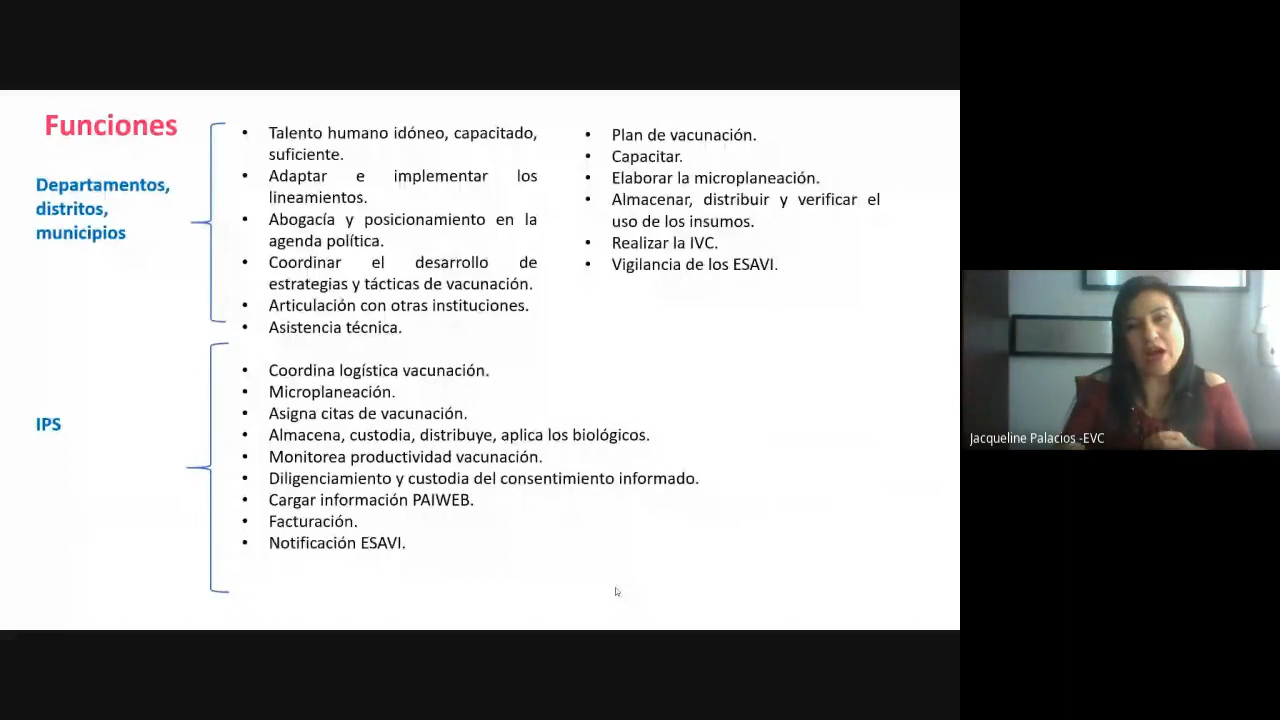 Funciones
Departamentos,
distritos,
municipios
• Talento humano idóneo, capacitado,
suficiente.
• Adaptar e implementar los
lineamientos.
• Abogacía y posicionamiento en la
agenda política.
• Coordinar el desarrollo de
estrategias y tácticas de vacunación.
• Articulación con otras instituciones.
• Asistencia técnica.
• Plan de vacunación.
• Capacitar.
• Elaborar la microplaneación.
• Almacenar, distribuir y verificar el
uso de los insumos.
• Realizar la IVC.
• Vigilancia de los ESAVI.
IPS
• Coordina logística vacunación.
• Microplaneación.
• Asigna citas de vacunación.
• Almacena, custodia, distribuye, aplica los biológicos.
• Monitorea productividad vacunación.
• Diligenciamiento y custodia del consentimiento informado.
• Cargar información PAIWEB.
• Facturación.
• Notificación ESAVI.
Jacqueline Palacios -EVC